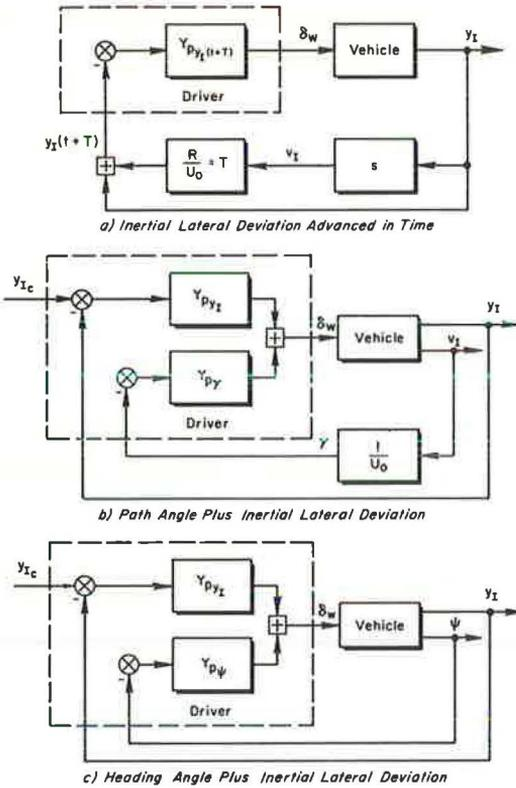 Y_{p_{y_I(t+T)}}
δ_w
Vehicle
y_I
Driver
y_I(t + T)
R/U_o = T
v_I
s
a) Inertial Lateral Deviation Advanced in Time
y_{I_c}
Y_{p_{y_I}}
δ_w
Vehicle
y_I
v_I
Y_{p_γ}
Driver
γ
1/U_o
b) Path Angle Plus Inertial Lateral Deviation
y_{I_c}
Y_{p_{y_I}}
δ_w
Vehicle
y_I
ψ
Y_{p_ψ}
Driver
c) Heading Angle Plus Inertial Lateral Deviation